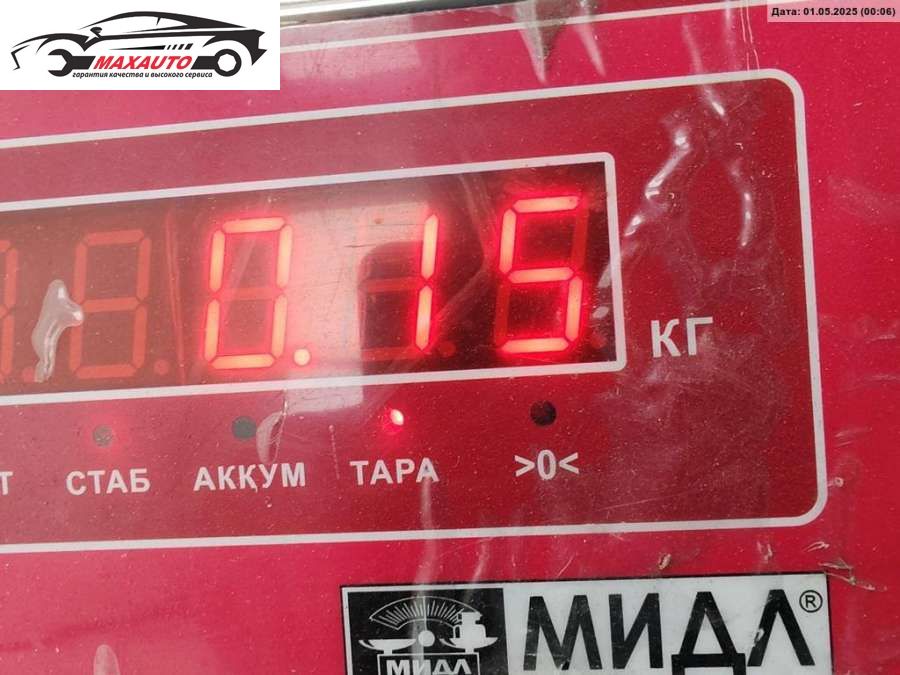 Дата: 01.05.2025 (00:06)
MAXAUTO
гарантия качества и высокого сервиса
0.15
КГ
Т СТАБ АККУМ ТАРА >0<
МИДЛ®
МИДЛ